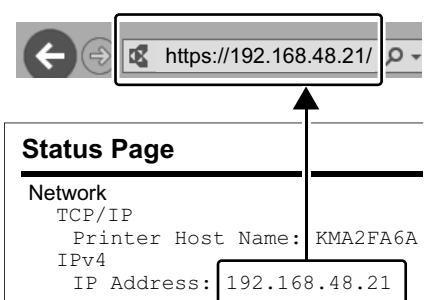 https://192.168.48.21/
Status Page
Network
TCP/IP
Printer Host Name: KMA2FA6A
IPv4
IP Address: 192.168.48.21